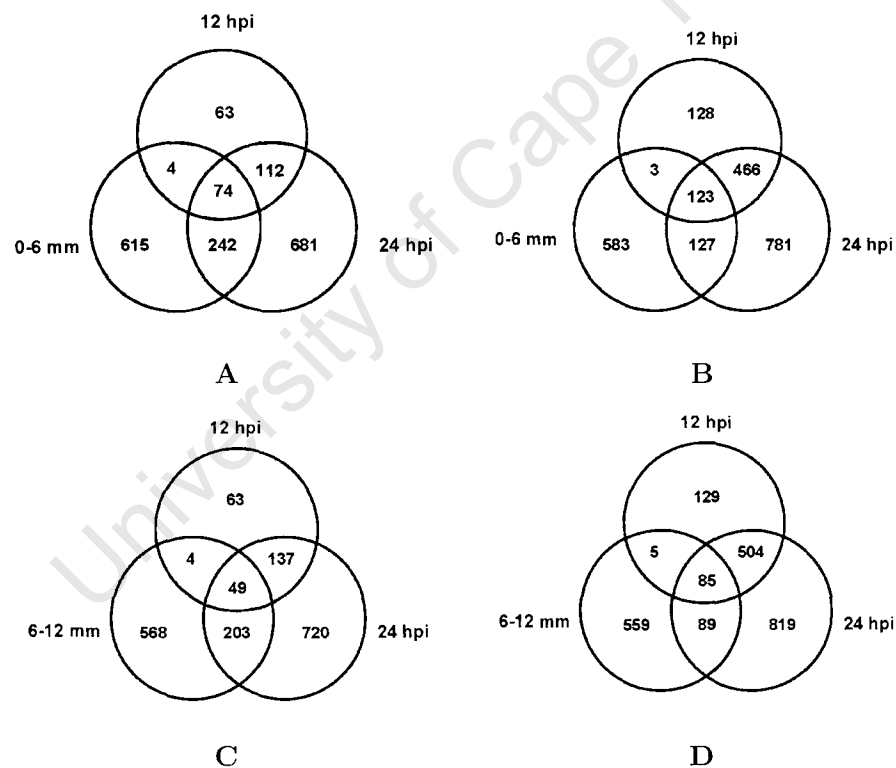 University of Cape T
12 hpi
63
4
112
74
0-6 mm
615
242
681
24 hpi
A
12 hpi
128
3
466
123
0-6 mm
583
127
781
24 hpi
B
12 hpi
63
4
137
49
6-12 mm
568
203
720
24 hpi
C
12 hpi
129
5
504
85
6-12 mm
559
89
819
24 hpi
D